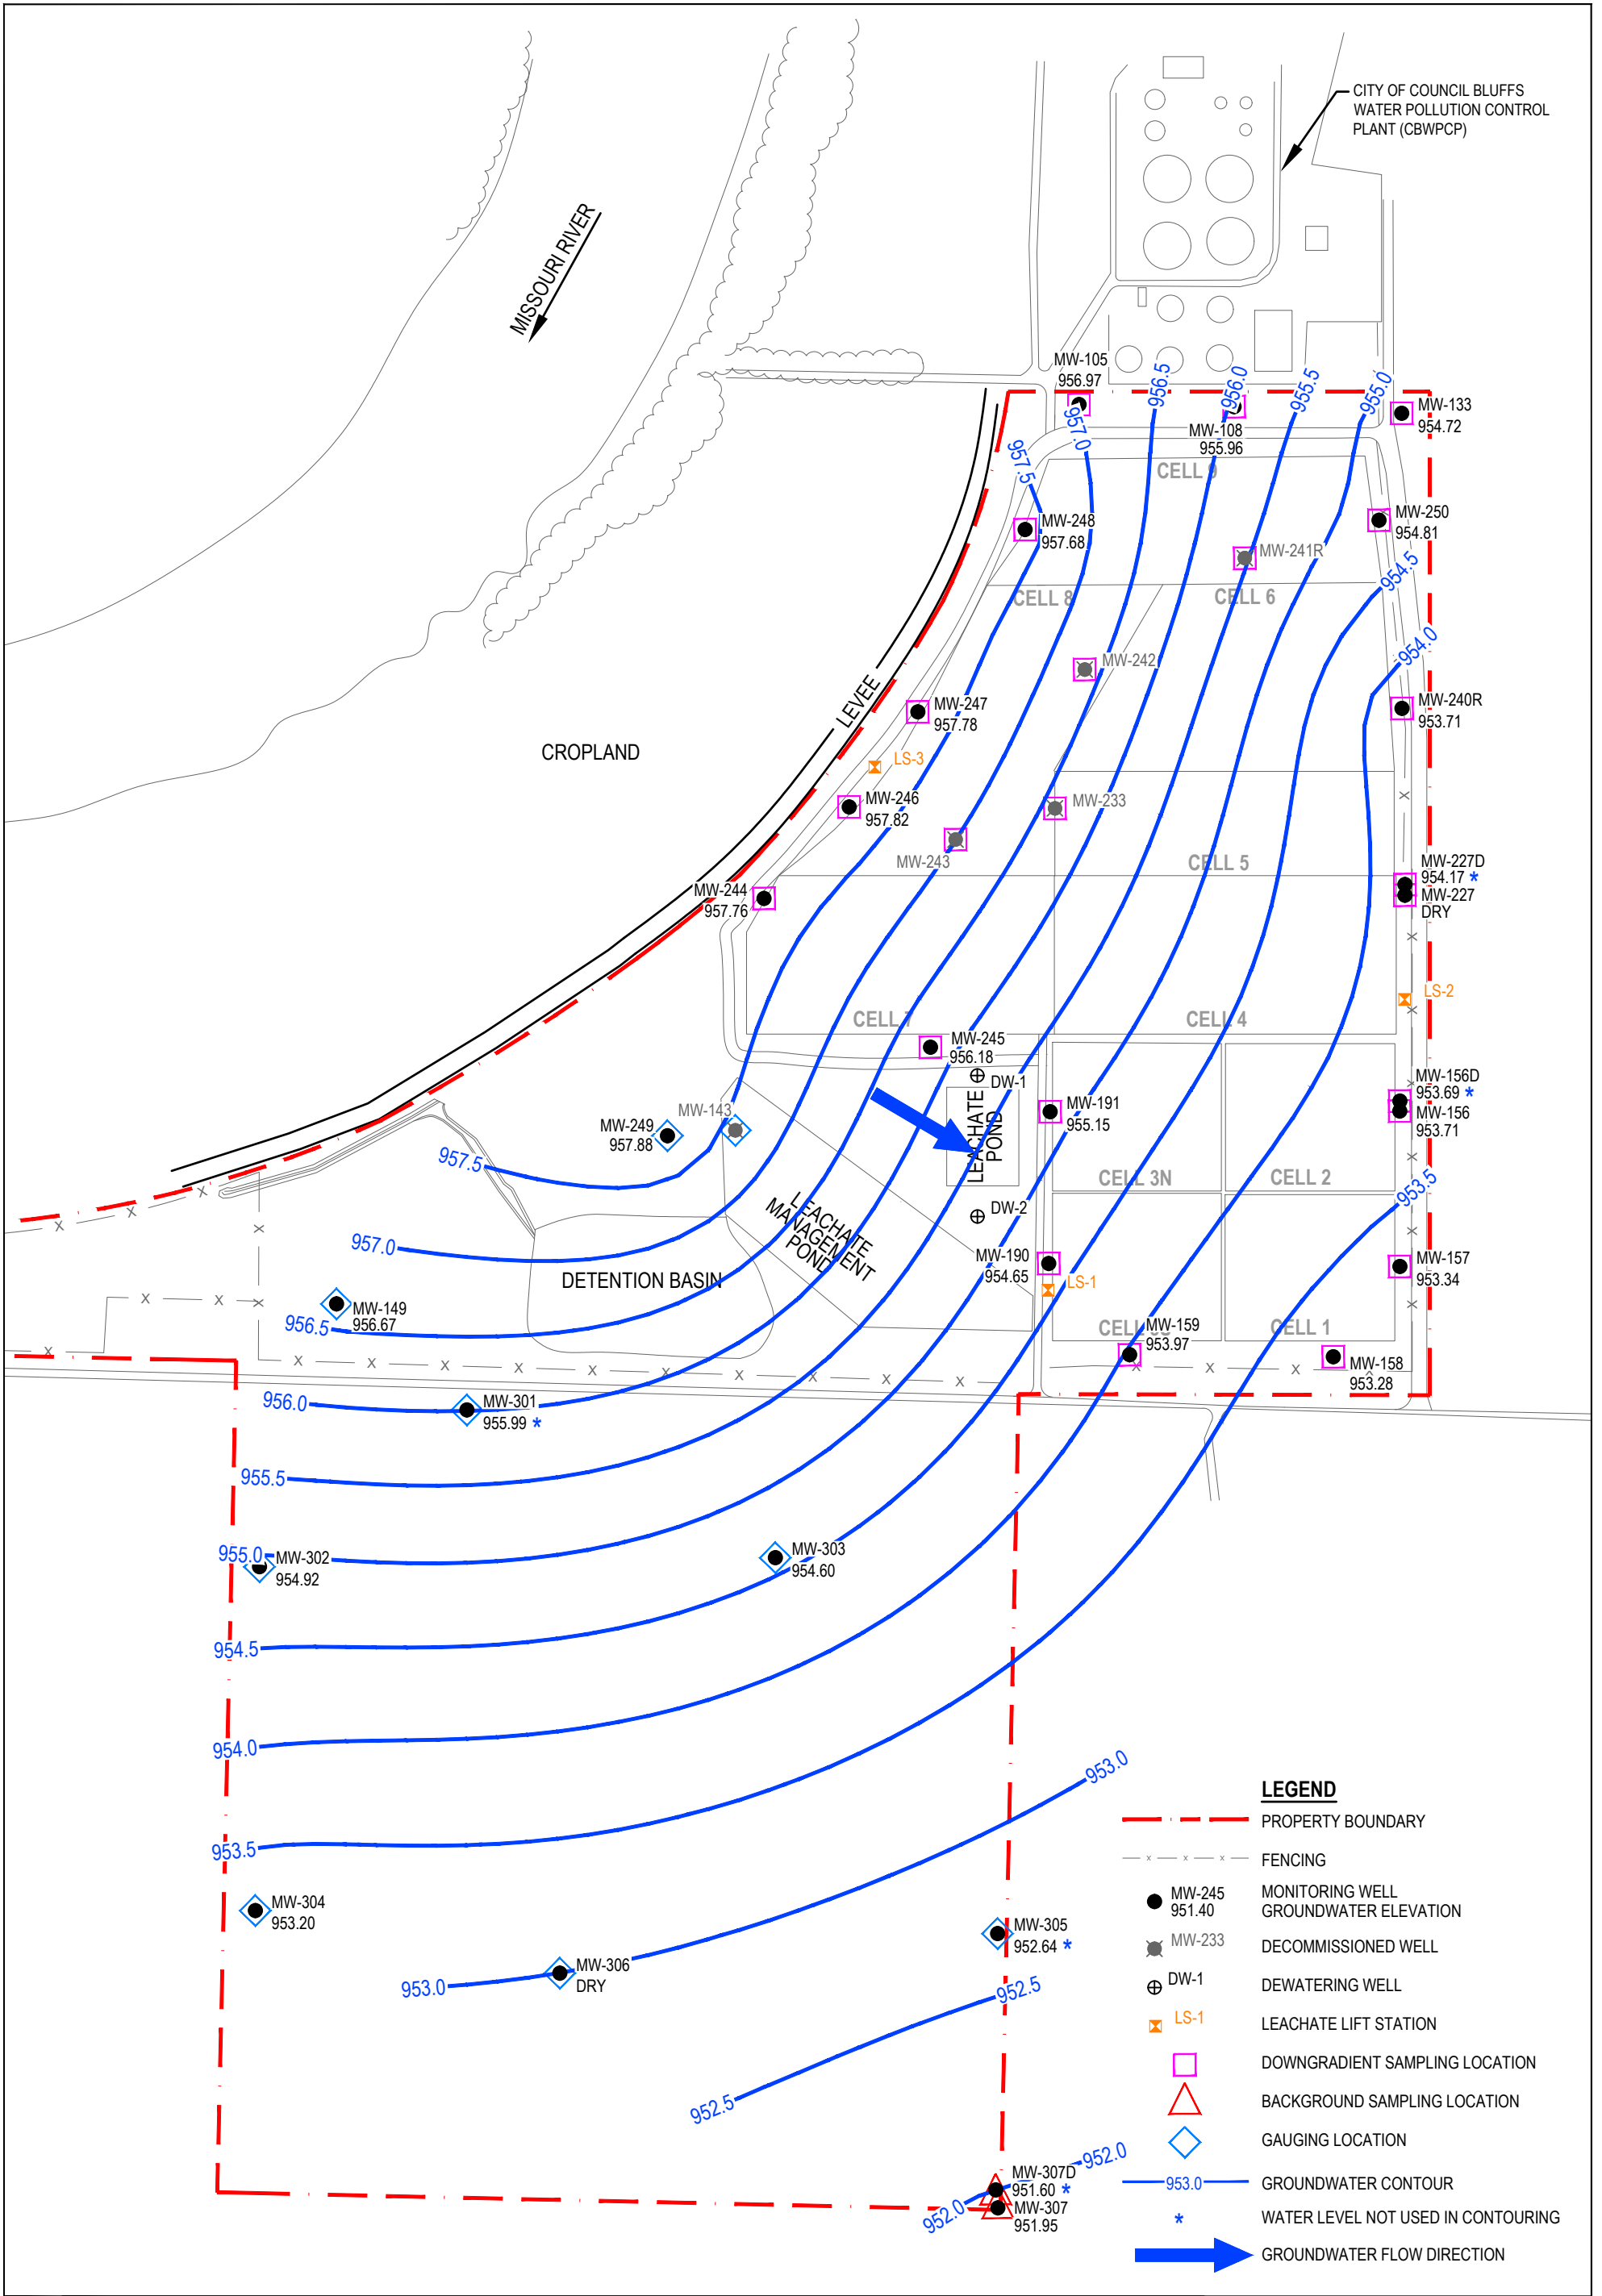 CITY OF COUNCIL BLUFFS
WATER POLLUTION CONTROL
PLANT (CBWPCP)
MISSOURI RIVER
MW-105
956.97
956.5
956.0
955.5
955.0
957.0
MW-133
954.72
MW-108
955.96
957.5
CELL 9
MW-248
957.68
MW-250
954.81
MW-241R
954.5
CELL 8
CELL 6
954.0
MW-242
LEVEE
MW-247
957.78
MW-240R
953.71
CROPLAND
LS-3
MW-246
957.82
MW-233
MW-243
CELL 5
MW-227D
954.17 *
MW-227
DRY
MW-244
957.76
LS-2
CELL 7
CELL 4
MW-245
956.18
DW-1
MW-156D
953.69 *
MW-156
953.71
MW-191
955.15
MW-143
MW-249
957.88
LEACHATE
POND
957.5
CELL 3N
CELL 2
953.5
DW-2
LEACHATE
MANAGEMENT
POND
957.0
MW-190
954.65
LS-1
MW-157
953.34
DETENTION BASIN
MW-149
956.67
956.5
MW-159
953.97
CELL 1
MW-158
953.28
956.0
MW-301
955.99 *
955.5
955.0
MW-302
954.92
MW-303
954.60
954.5
954.0
953.0
953.5
MW-304
953.20
MW-305
952.64 *
MW-306
DRY
953.0
952.5
952.5
952.0
MW-307D
951.60 *
MW-307
951.95
952.0
LEGEND
PROPERTY BOUNDARY
x x x FENCING
MW-245
951.40
MONITORING WELL
GROUNDWATER ELEVATION
MW-233 DECOMMISSIONED WELL
DW-1 DEWATERING WELL
LS-1 LEACHATE LIFT STATION
DOWNGRADIENT SAMPLING LOCATION
BACKGROUND SAMPLING LOCATION
GAUGING LOCATION
953.0 GROUNDWATER CONTOUR
* WATER LEVEL NOT USED IN CONTOURING
GROUNDWATER FLOW DIRECTION